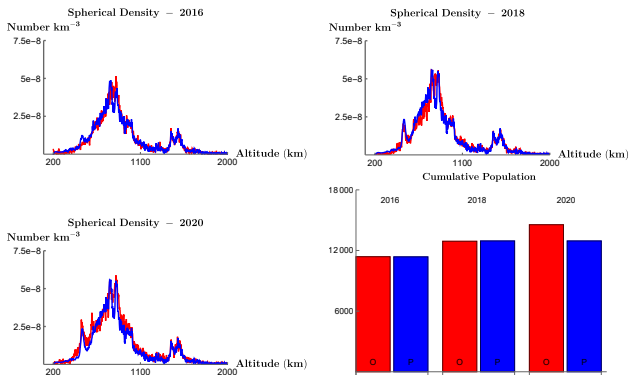 Spherical Density − 2016
Number km⁻³
7.5e−8
5e−8
2.5e−8
200 1100 2000
Altitude (km)
Spherical Density − 2018
Number km⁻³
7.5e−8
5e−8
2.5e−8
200 1100 2000
Altitude (km)
Spherical Density − 2020
Number km⁻³
7.5e−8
5e−8
2.5e−8
200 1100 2000
Altitude (km)
Cumulative Population
18000
2016 2018 2020
12000
6000
O P O P O P